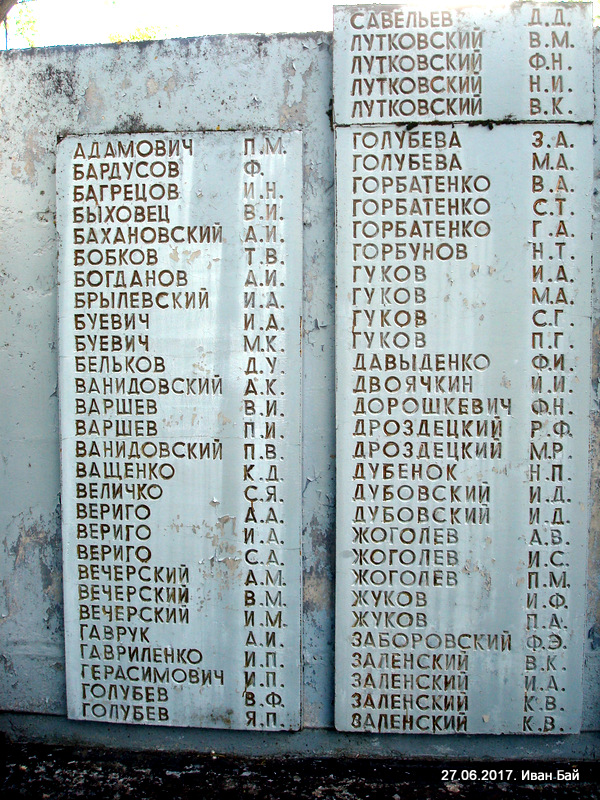 АДАМОВИЧ П.М.
БАРДУСОВ Ф.
БАГРЕЦОВ И.Н.
БЫХОВЕЦ В.И.
БАХАНОВСКИЙ А.И.
БОБКОВ Т.В.
БОГДАНОВ А.И.
БРЫЛЕВСКИЙ И.А.
БУЕВИЧ И.А.
БУЕВИЧ М.К.
БЕЛЬКОВ Д.У.
ВАНИДОВСКИЙ А.К.
ВАРШЕВ В.И.
ВАРШЕВ П.И.
ВАНИДОВСКИЙ П.В.
ВАЩЕНКО К.Д.
ВЕЛИЧКО С.Я.
ВЕРИГО А.А.
ВЕРИГО И.А.
ВЕРИГО С.А.
ВЕЧЕРСКИЙ А.М.
ВЕЧЕРСКИЙ В.М.
ВЕЧЕРСКИЙ И.М.
ГАВРУК А.И.
ГАВРИЛЕНКО И.П.
ГЕРАСИМОВИЧ И.П.
ГОЛУБЕВ В.Ф.
ГОЛУБЕВ Я.П.
САВЕЛЬЕВ Д.Д.
ЛУТКОВСКИЙ В.М.
ЛУТКОВСКИЙ Ф.Н.
ЛУТКОВСКИЙ Н.И.
ЛУТКОВСКИЙ В.К.
ГОЛУБЕВА З.А.
ГОЛУБЕВА М.А.
ГОРБАТЕНКО В.А.
ГОРБАТЕНКО С.Т.
ГОРБАТЕНКО Г.А.
ГОРБУНОВ Н.Т.
ГУКОВ И.А.
ГУКОВ М.А.
ГУКОВ С.Г.
ГУКОВ П.Г.
ДАВЫДЕНКО Ф.И.
ДВОЯЧКИН И.И.
ДОРОШКЕВИЧ Ф.Н.
ДРОЗДЕЦКИЙ Р.Ф.
ДРОЗДЕЦКИЙ М.Р.
ДУБЕНОК Н.П.
ДУБОВСКИЙ И.Д.
ДУБОВСКИЙ И.Д.
ЖОГОЛЕВ А.В.
ЖОГОЛЕВ И.С.
ЖОГОЛЕВ П.М.
ЖУКОВ И.Ф.
ЖУКОВ П.А.
ЗАБОРОВСКИЙ Ф.Э.
ЗАЛЕНСКИЙ В.К.
ЗАЛЕНСКИЙ И.А.
ЗАЛЕНСКИЙ К.В.
ЗАЛЕНСКИЙ К.В.
27.06.2017. Иван Бай